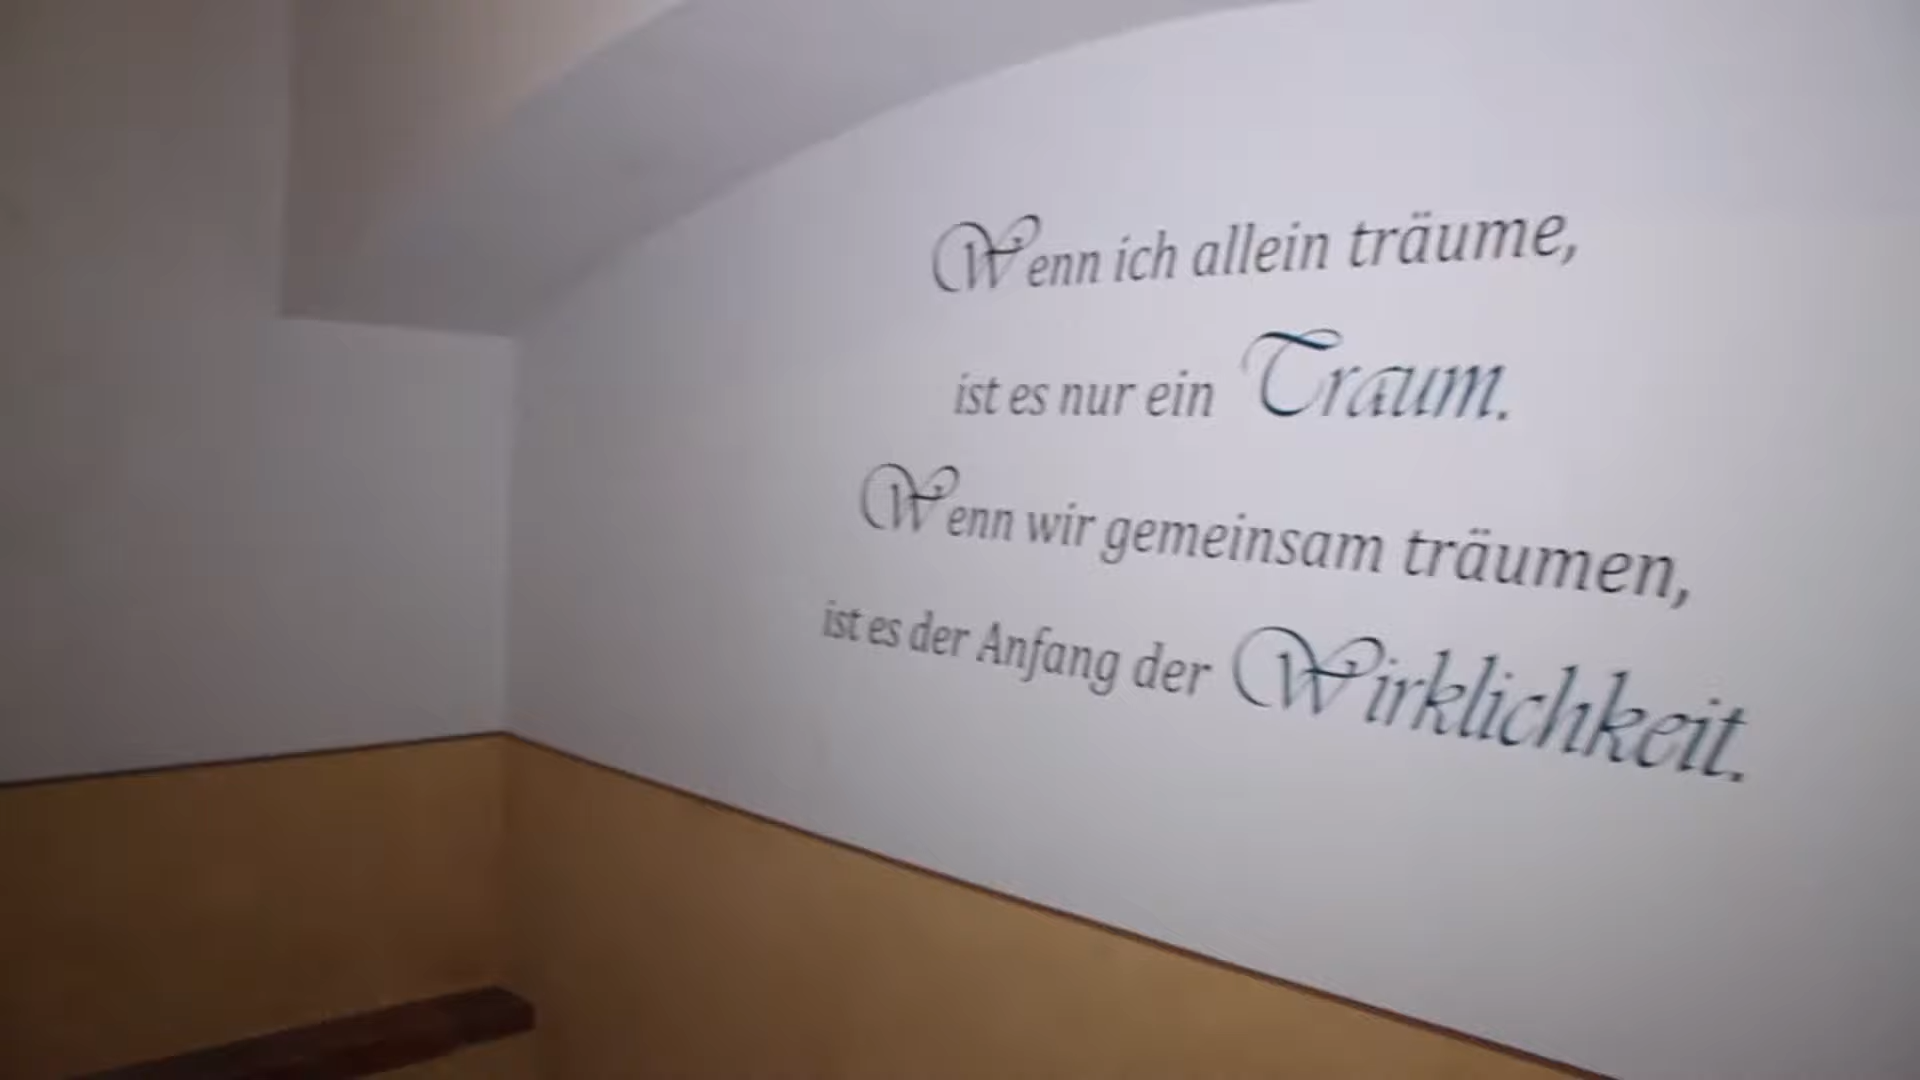 Wenn ich allein träume,
ist es nur ein Traum.
Wenn wir gemeinsam träumen,
ist es der Anfang der Wirklichkeit.